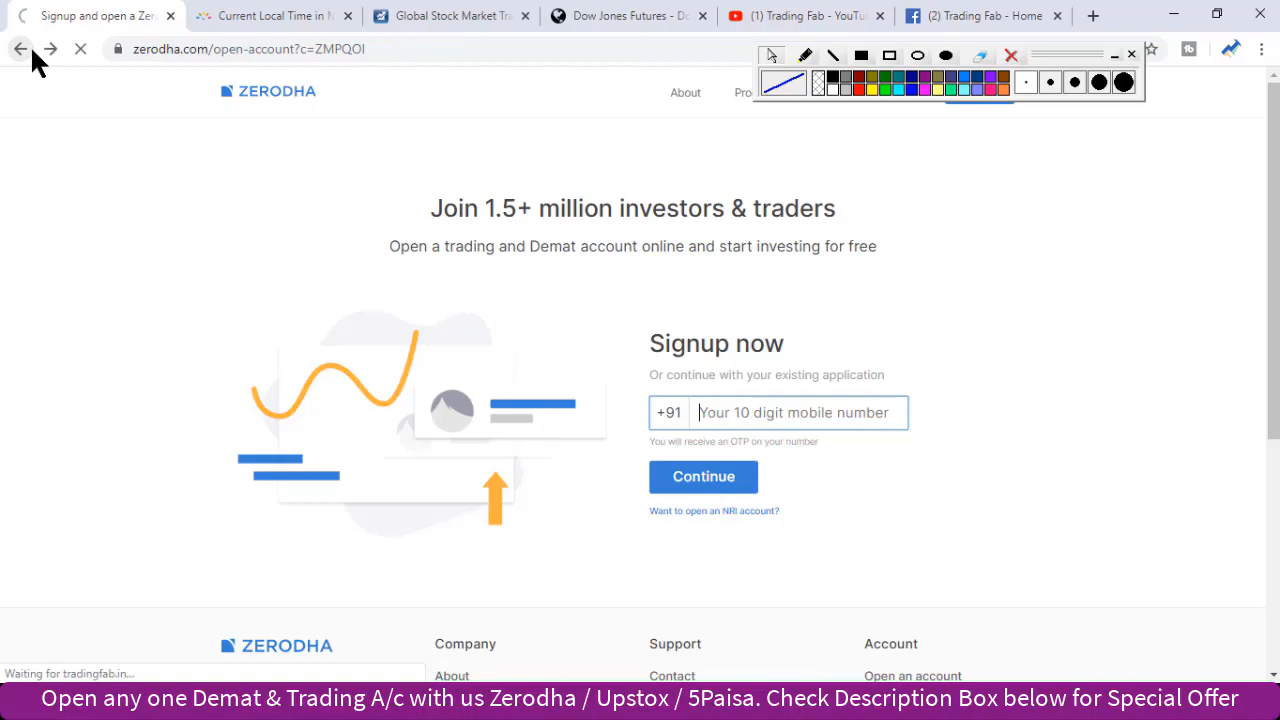 Signup and open a Zer
Current Local Time in N
Global Stock Market Tra
Dow Jones Futures - Do
(1) Trading Fab - YouTu
(2) Trading Fab - Home
zerodha.com/open-account?c=ZMPQOI
ZERODHA
About
Pro
Join 1.5+ million investors & traders
Open a trading and Demat account online and start investing for free
Signup now
Or continue with your existing application
+91 Your 10 digit mobile number
You will receive an OTP on your number
Continue
Want to open an NRI account?
ZERODHA
Company
Support
Account
About
Contact
Open an account
Waiting for tradingfab.in...
Open any one Demat & Trading A/c with us Zerodha / Upstox / 5Paisa. Check Description Box below for Special Offer